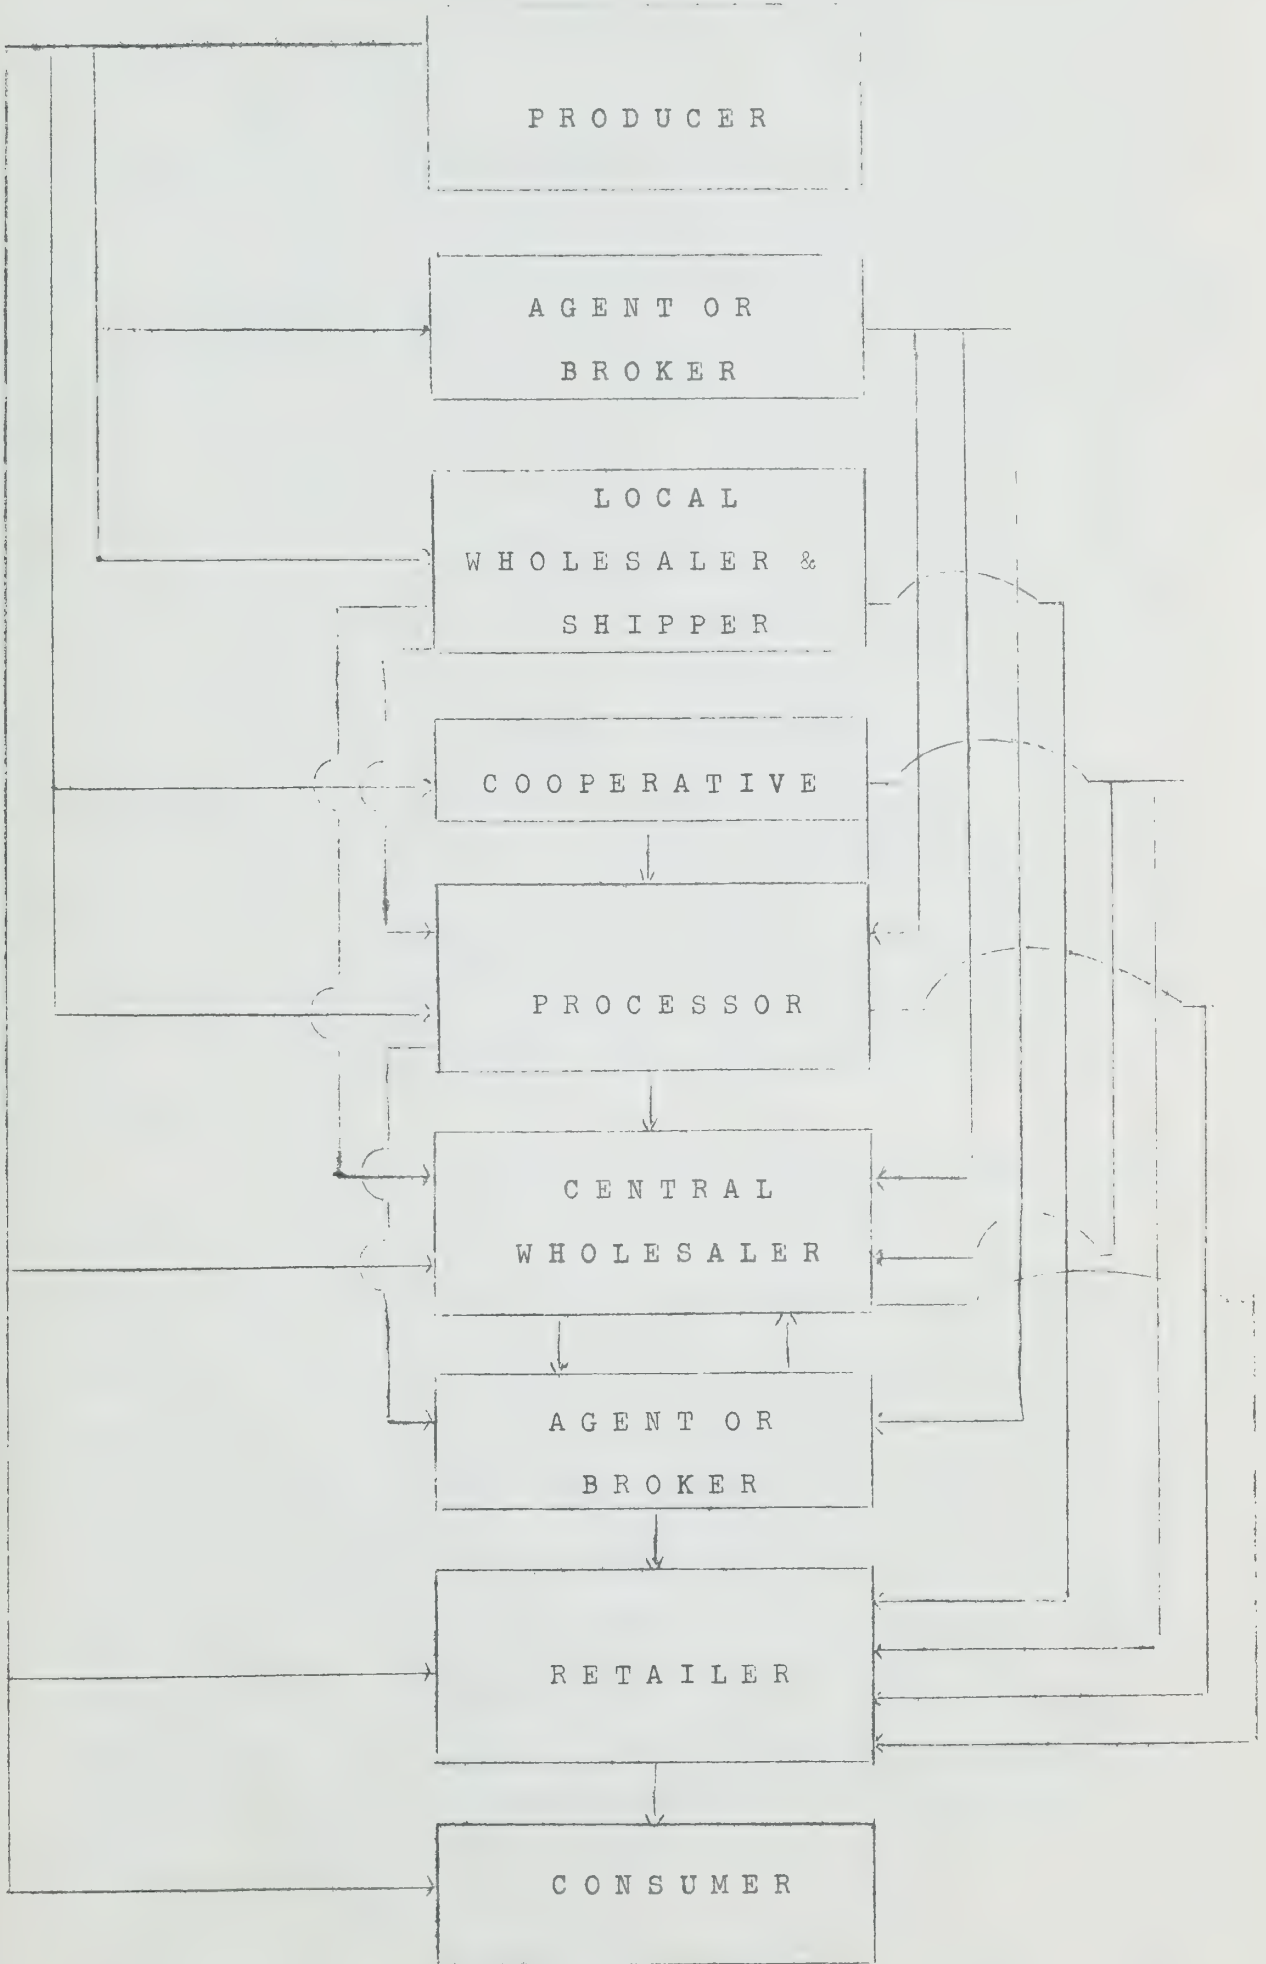 PRODUCER
AGENT OR
BROKER
LOCAL
WHOLESALER &
SHIPPER
COOPERATIVE
PROCESSOR
CENTRAL
WHOLESALER
AGENT OR
BROKER
RETAILER
CONSUMER